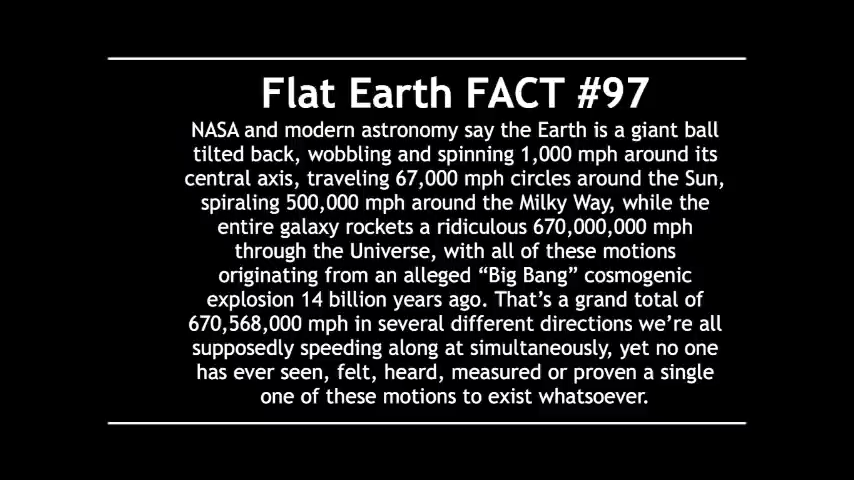 Flat Earth FACT #97
NASA and modern astronomy say the Earth is a giant ball
tilted back, wobbling and spinning 1,000 mph around its
central axis, traveling 67,000 mph circles around the Sun,
spiraling 500,000 mph around the Milky Way, while the
entire galaxy rockets a ridiculous 670,000,000 mph
through the Universe, with all of these motions
originating from an alleged “Big Bang” cosmogenic
explosion 14 billion years ago. That’s a grand total of
670,568,000 mph in several different directions we’re all
supposedly speeding along at simultaneously, yet no one
has ever seen, felt, heard, measured or proven a single
one of these motions to exist whatsoever.